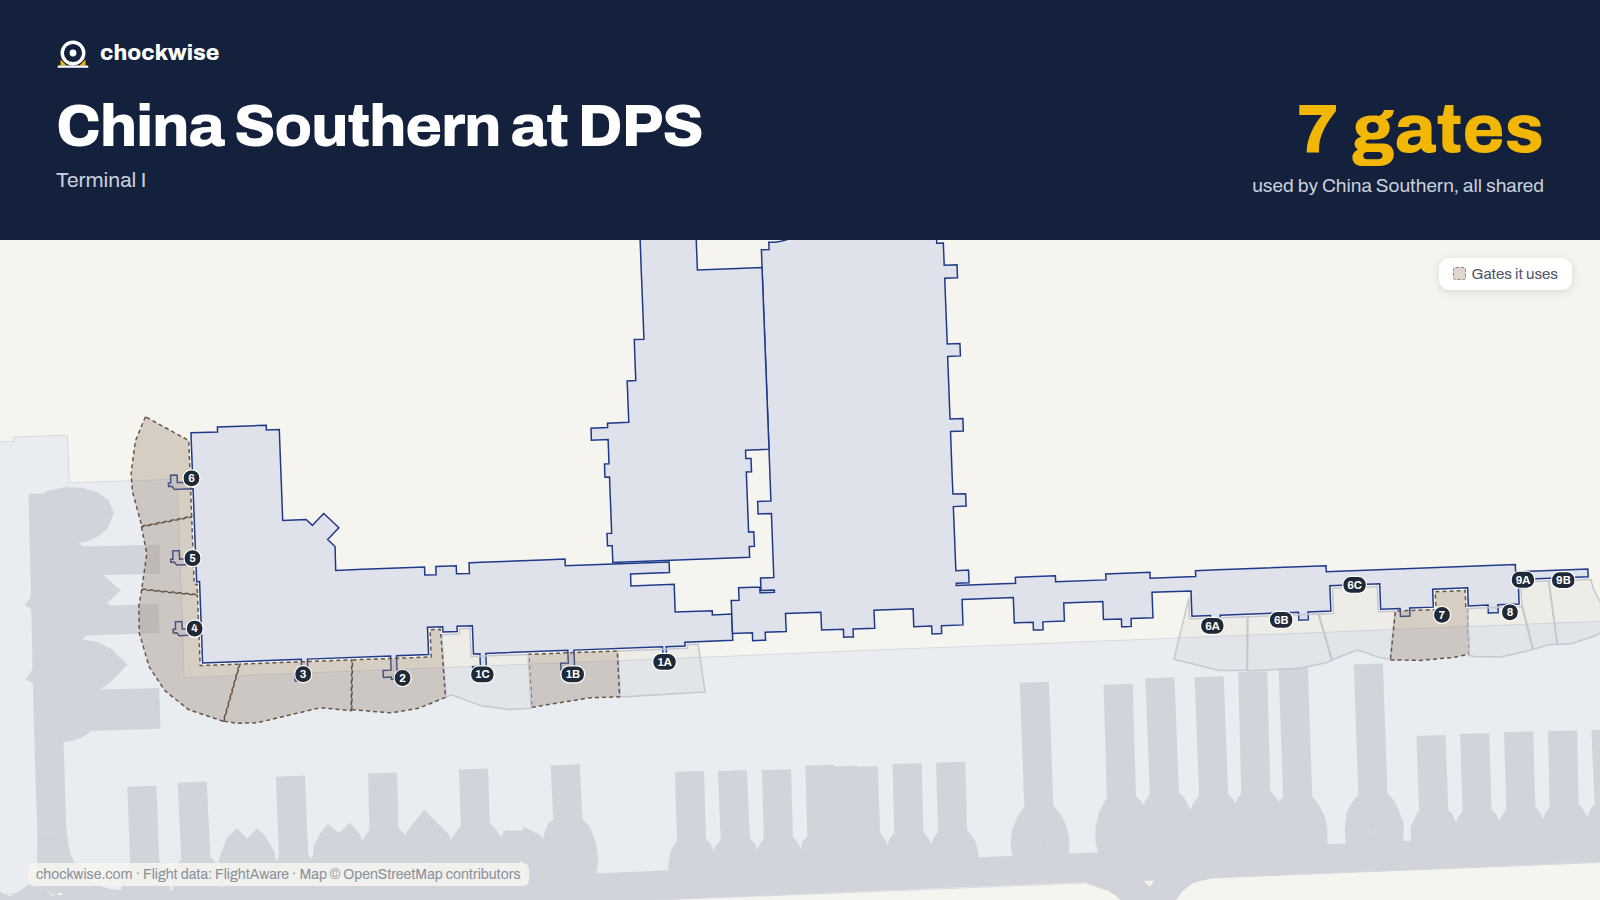 chockwise
China Southern at DPS
Terminal I
7 gates
used by China Southern, all shared
Gates it uses
6
5
4
3
2
1C
1B
1A
6A
6B
6C
7
8
9A
9B
chockwise.com · Flight data: FlightAware · Map © OpenStreetMap contributors